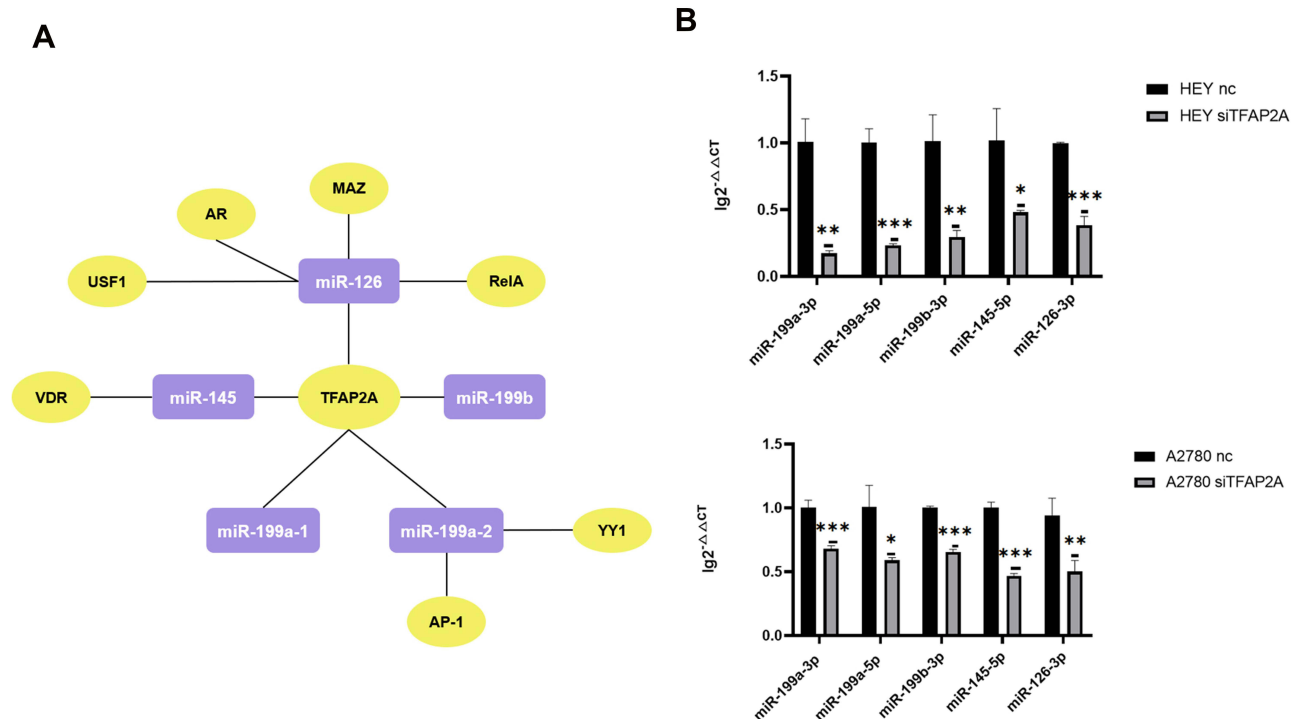 A
MAZ
AR
USF1
miR-126
RelA
VDR
miR-145
TFAP2A
miR-199b
miR-199a-1
miR-199a-2
YY1
AP-1
B
1.5
1.0
0.5
0.0
lg2-△△CT
** *** ** * ***
miR-199a-3p
miR-199a-5p
miR-199b-3p
miR-145-5p
miR-126-3p
HEY nc
HEY siTFAP2A
1.5
1.0
0.5
0.0
lg2-△△CT
*** * *** *** **
miR-199a-3p
miR-199a-5p
miR-199b-3p
miR-145-5p
miR-126-3p
A2780 nc
A2780 siTFAP2A